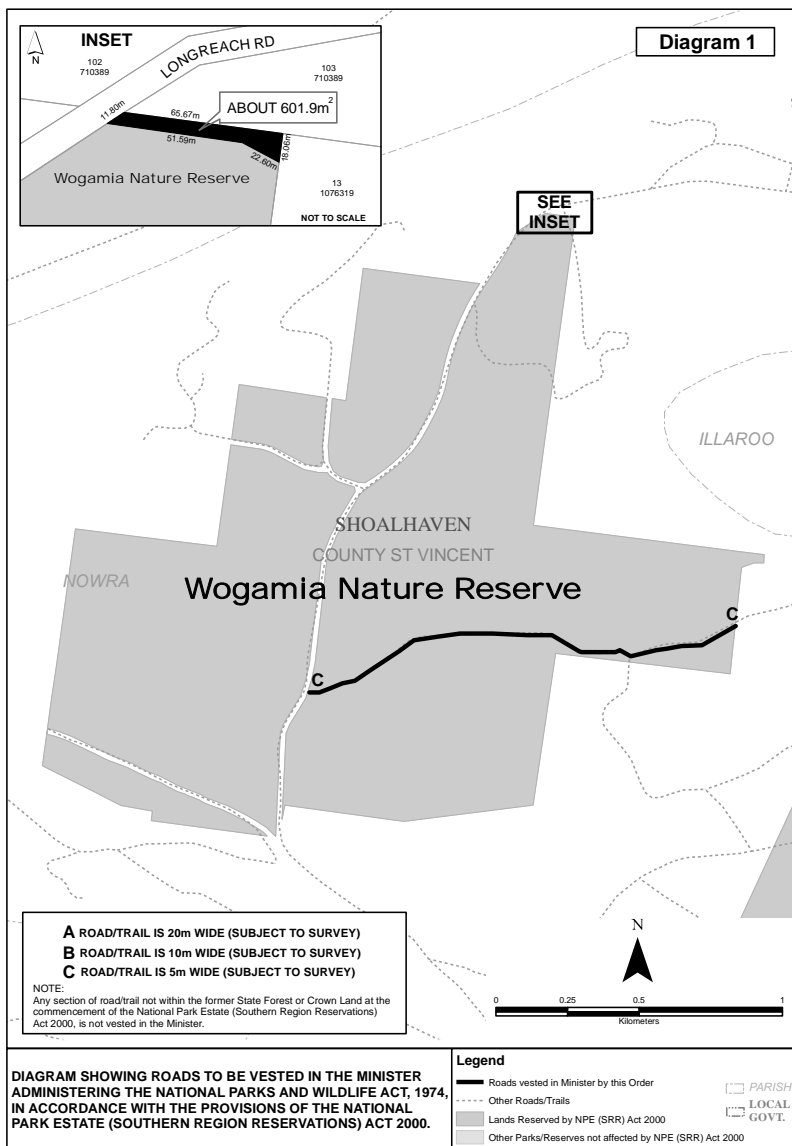 INSET
Diagram 1
N
102
710389
LONGREACH RD
103
710389
11.80m
65.67m
ABOUT 601.9m2
51.59m
22.60m
18.06m
Wogamia Nature Reserve
13
1076319
NOT TO SCALE
SEE
INSET
ILLAROO
SHOALHAVEN
COUNTY ST VINCENT
NOWRA
Wogamia Nature Reserve
C
C
A ROAD/TRAIL IS 20m WIDE (SUBJECT TO SURVEY)
B ROAD/TRAIL IS 10m WIDE (SUBJECT TO SURVEY)
C ROAD/TRAIL IS 5m WIDE (SUBJECT TO SURVEY)
NOTE:
Any section of road/trail not within the former State Forest or Crown Land at the
commencement of the National Park Estate (Southern Region Reservations)
Act 2000, is not vested in the Minister.
N
0 0.25 0.5 1
Kilometers
DIAGRAM SHOWING ROADS TO BE VESTED IN THE MINISTER
ADMINISTERING THE NATIONAL PARKS AND WILDLIFE ACT, 1974,
IN ACCORDANCE WITH THE PROVISIONS OF THE NATIONAL
PARK ESTATE (SOUTHERN REGION RESERVATIONS) ACT 2000.
Legend
Roads vested in Minister by this Order
Other Roads/Trails
Lands Reserved by NPE (SRR) Act 2000
Other Parks/Reserves not affected by NPE (SRR) Act 2000
PARISH
LOCAL
GOVT.